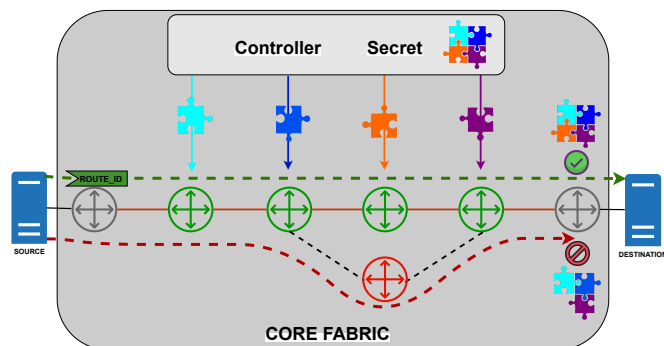 Controller Secret
ROUTE_ID
SOURCE
DESTINATION
CORE FABRIC